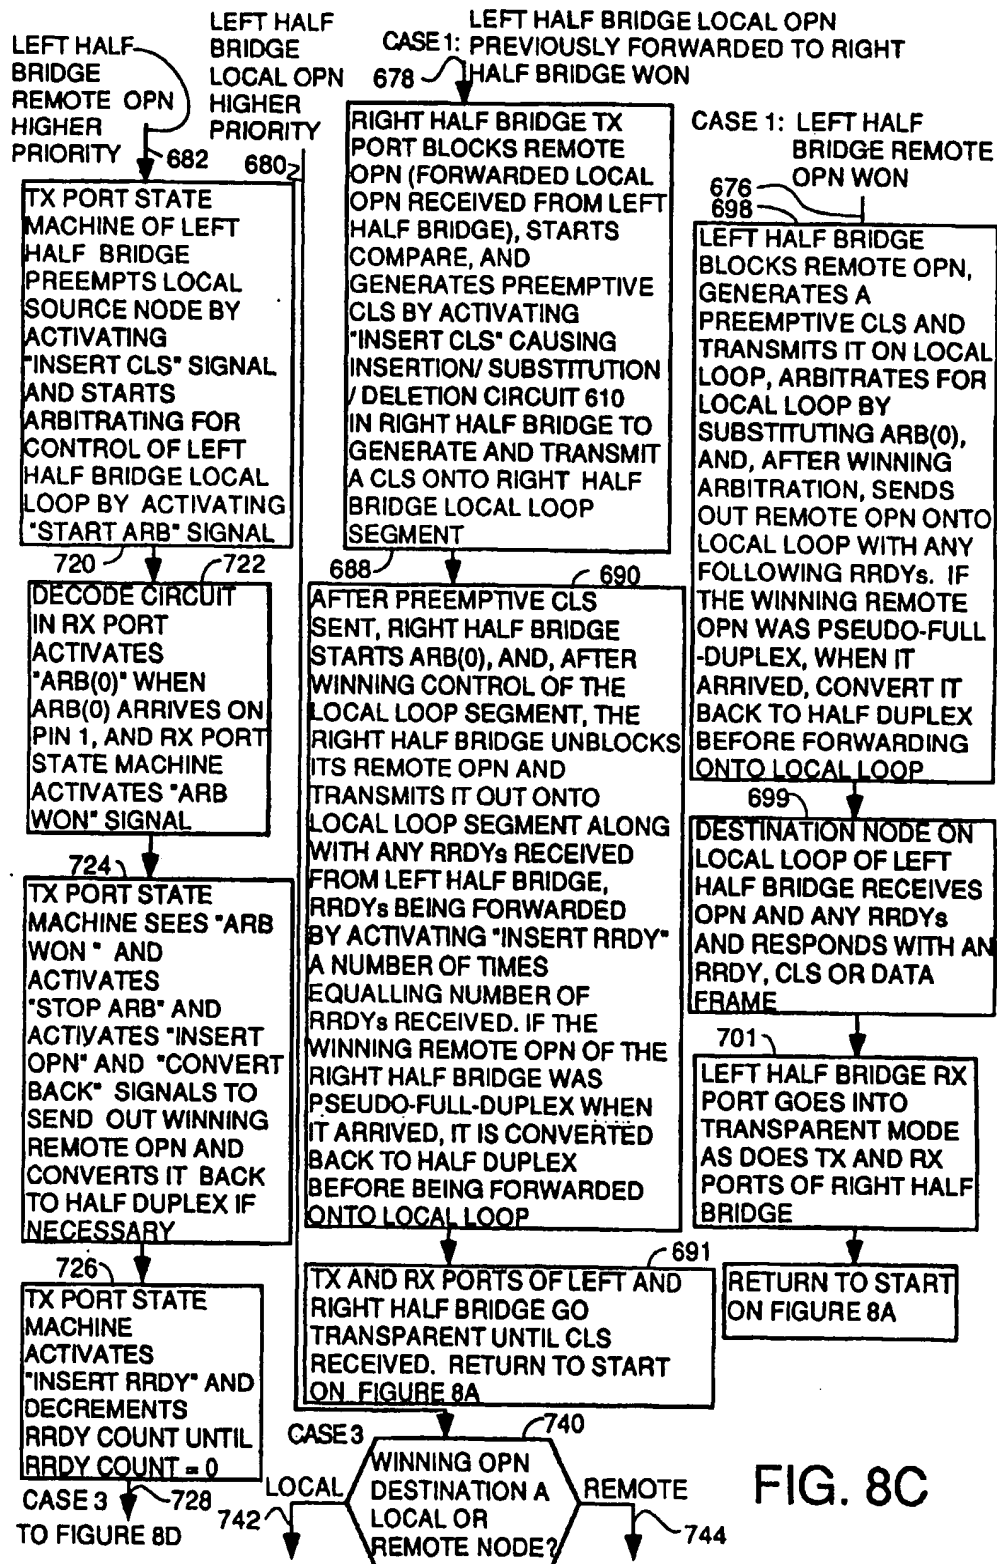 LEFT HALF
BRIDGE
REMOTE OPN
HIGHER
PRIORITY
682
TX PORT STATE
MACHINE OF LEFT
HALF BRIDGE
PREEMPTS LOCAL
SOURCE NODE BY
ACTIVATING
"INSERT CLS" SIGNAL
AND STARTS
ARBITRATING FOR
CONTROL OF LEFT
HALF BRIDGE LOCAL
LOOP BY ACTIVATING
"START ARB" SIGNAL
720
722
DECODE CIRCUIT
IN RX PORT
ACTIVATES
"ARB(0)" WHEN
ARB(0) ARRIVES ON
PIN 1, AND RX PORT
STATE MACHINE
ACTIVATES "ARB
WON" SIGNAL
724
TX PORT STATE
MACHINE SEES "ARB
WON " AND
ACTIVATES
"STOP ARB" AND
ACTIVATES "INSERT
OPN" AND "CONVERT
BACK" SIGNALS TO
SEND OUT WINNING
REMOTE OPN AND
CONVERTS IT BACK
TO HALF DUPLEX IF
NECESSARY
726
TX PORT STATE
MACHINE
ACTIVATES
"INSERT RRDY" AND
DECREMENTS
RRDY COUNT UNTIL
RRDY COUNT = 0
CASE 3
728
TO FIGURE 8D
LEFT HALF
BRIDGE
LOCAL OPN
HIGHER
PRIORITY
680
LEFT HALF BRIDGE LOCAL OPN
CASE 1: PREVIOUSLY FORWARDED TO RIGHT
678 HALF BRIDGE WON
RIGHT HALF BRIDGE TX
PORT BLOCKS REMOTE
OPN (FORWARDED LOCAL
OPN RECEIVED FROM LEFT
HALF BRIDGE), STARTS
COMPARE, AND
GENERATES PREEMPTIVE
CLS BY ACTIVATING
"INSERT CLS" CAUSING
INSERTION/ SUBSTITUTION
/ DELETION CIRCUIT 610
IN RIGHT HALF BRIDGE TO
GENERATE AND TRANSMIT
A CLS ONTO RIGHT HALF
BRIDGE LOCAL LOOP
SEGMENT
688
690
AFTER PREEMPTIVE CLS
SENT, RIGHT HALF BRIDGE
STARTS ARB(0), AND, AFTER
WINNING CONTROL OF THE
LOCAL LOOP SEGMENT, THE
RIGHT HALF BRIDGE UNBLOCKS
ITS REMOTE OPN AND
TRANSMITS IT OUT ONTO
LOCAL LOOP SEGMENT ALONG
WITH ANY RRDYs RECEIVED
FROM LEFT HALF BRIDGE,
RRDYs BEING FORWARDED
BY ACTIVATING "INSERT RRDY"
A NUMBER OF TIMES
EQUALLING NUMBER OF
RRDYs RECEIVED. IF THE
WINNING REMOTE OPN OF THE
RIGHT HALF BRIDGE WAS
PSEUDO-FULL-DUPLEX WHEN
IT ARRIVED, IT IS CONVERTED
BACK TO HALF DUPLEX
BEFORE BEING FORWARDED
ONTO LOCAL LOOP
691
TX AND RX PORTS OF LEFT AND
RIGHT HALF BRIDGE GO
TRANSPARENT UNTIL CLS
RECEIVED. RETURN TO START
ON FIGURE 8A
CASE 3
740
WINNING OPN
DESTINATION A
LOCAL OR
REMOTE NODE?
LOCAL
742
REMOTE
744
CASE 1: LEFT HALF
BRIDGE REMOTE
OPN WON
676
698
LEFT HALF BRIDGE
BLOCKS REMOTE OPN,
GENERATES A
PREEMPTIVE CLS AND
TRANSMITS IT ON LOCAL
LOOP, ARBITRATES FOR
LOCAL LOOP BY
SUBSTITUTING ARB(0),
AND, AFTER WINNING
ARBITRATION, SENDS
OUT REMOTE OPN ONTO
LOCAL LOOP WITH ANY
FOLLOWING RRDYs. IF
THE WINNING REMOTE
OPN WAS PSEUDO-FULL
-DUPLEX, WHEN IT
ARRIVED, CONVERT IT
BACK TO HALF DUPLEX
BEFORE FORWARDING
ONTO LOCAL LOOP
699
DESTINATION NODE ON
LOCAL LOOP OF LEFT
HALF BRIDGE RECEIVES
OPN AND ANY RRDYs
AND RESPONDS WITH AN
RRDY, CLS OR DATA
FRAME
701
LEFT HALF BRIDGE RX
PORT GOES INTO
TRANSPARENT MODE
AS DOES TX AND RX
PORTS OF RIGHT HALF
BRIDGE
RETURN TO START
ON FIGURE 8A
FIG. 8C